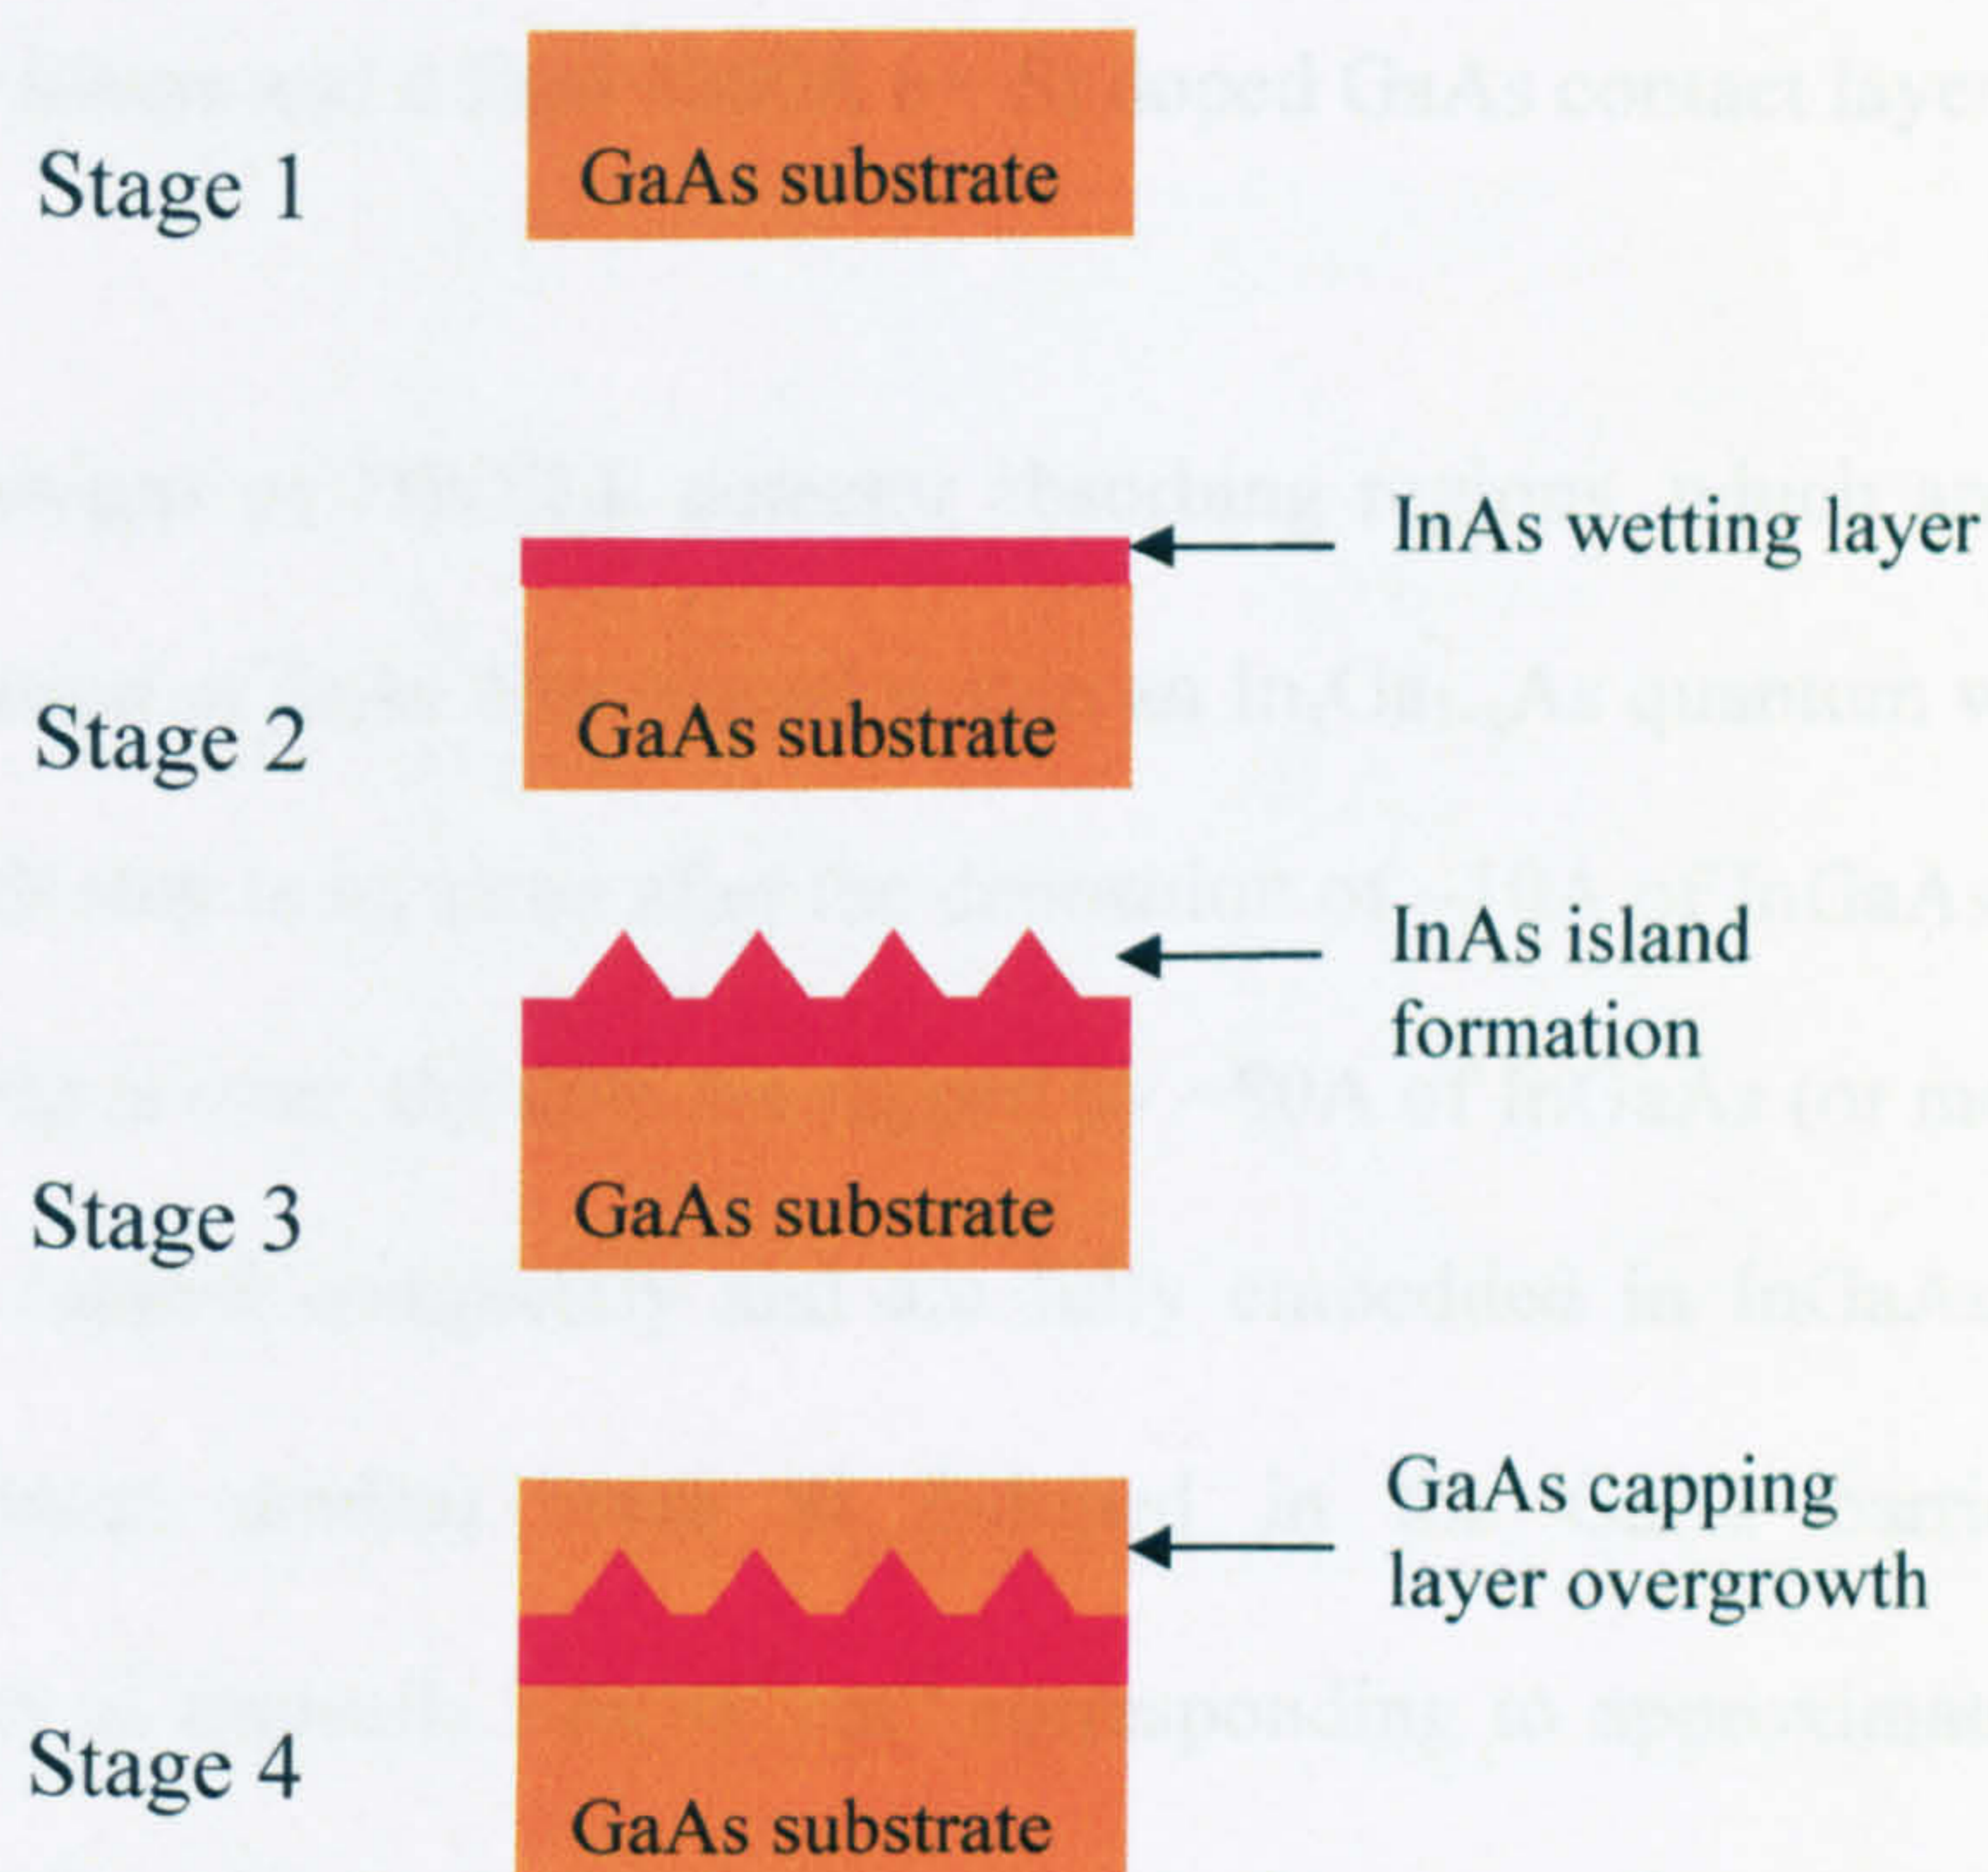 Stage 1
GaAs substrate
InAs wetting layer
Stage 2
GaAs substrate
InAs island
formation
Stage 3
GaAs substrate
GaAs capping
layer overgrowth
Stage 4
GaAs substrate